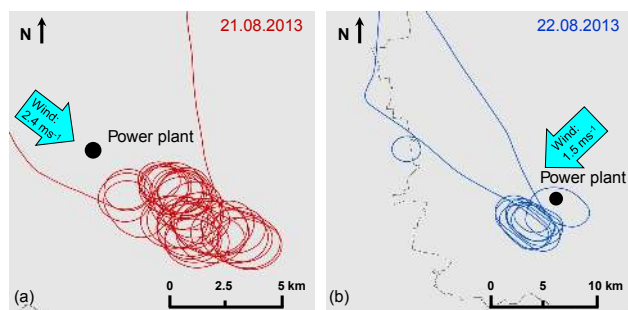 N
21.08.2013
Wind:
2.4 ms⁻¹
Power plant
0 2.5 5 km
(a)
N
22.08.2013
Wind:
1.5 ms⁻¹
Power plant
0 5 10 km
(b)